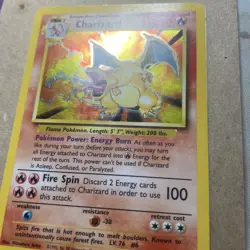 Charizard
Flame Pokémon. Length: 5' 7", Weight: 200 lbs.
Pokémon Power: Energy Burn As often as you
like during your turn (before your attack), you may turn all
Energy attached to Charizard into Energy for the
rest of the turn. This power can't be used if Charizard
is Asleep, Confused, or Paralyzed.
Fire Spin Discard 2 Energy cards
attached to Charizard in order to use
this attack. 100
weakness resistance retreat cost
-30
Spits fire that is hot enough to melt boulders. Known to
unintentionally cause forest fires. LV. 76 #6